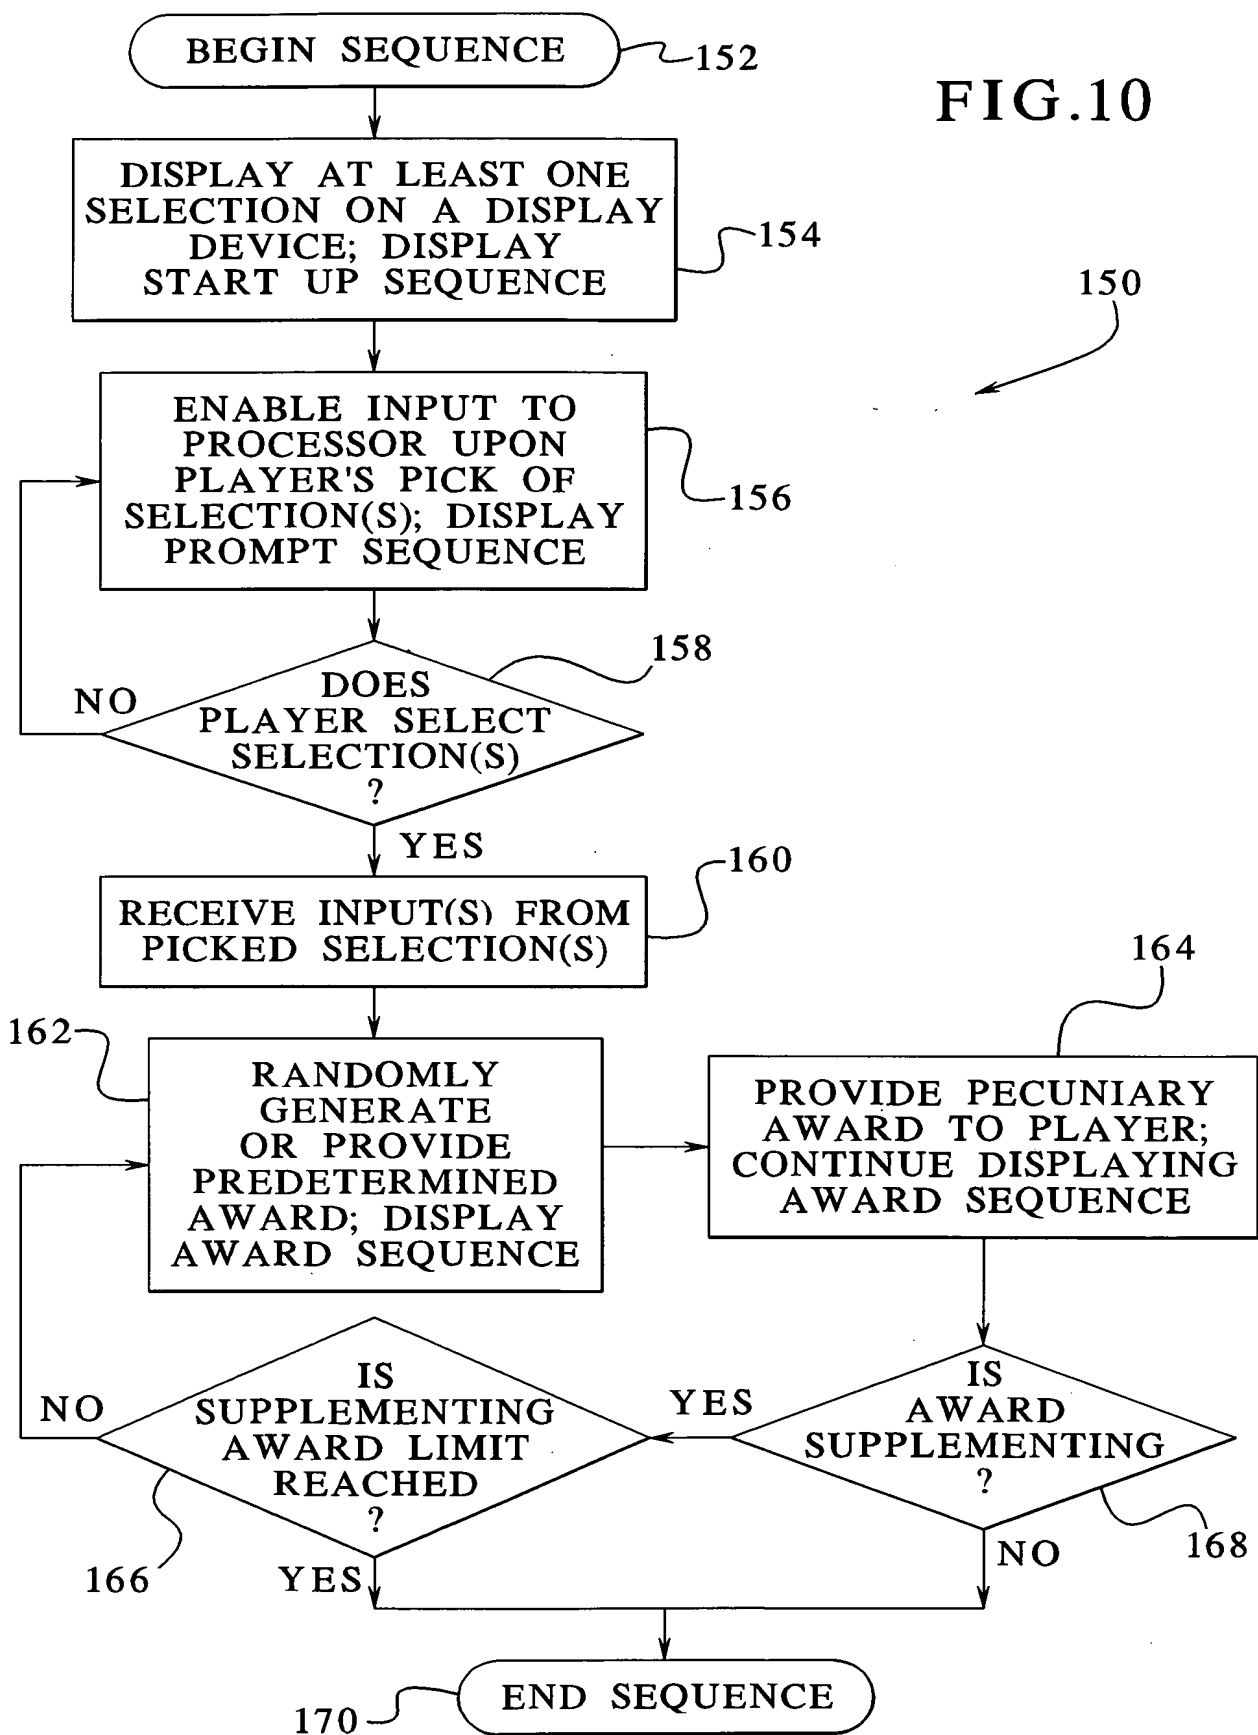 BEGIN SEQUENCE
152
FIG.10
DISPLAY AT LEAST ONE
SELECTION ON A DISPLAY
DEVICE; DISPLAY
START UP SEQUENCE
154
150
ENABLE INPUT TO
PROCESSOR UPON
PLAYER'S PICK OF
SELECTION(S); DISPLAY
PROMPT SEQUENCE
156
158
NO
DOES
PLAYER SELECT
SELECTION(S)
?
YES
160
RECEIVE INPUT(S) FROM
PICKED SELECTION(S)
162
RANDOMLY
GENERATE
OR PROVIDE
PREDETERMINED
AWARD; DISPLAY
AWARD SEQUENCE
164
PROVIDE PECUNIARY
AWARD TO PLAYER;
CONTINUE DISPLAYING
AWARD SEQUENCE
NO
IS
SUPPLEMENTING
AWARD LIMIT
REACHED
?
YES
IS
AWARD
SUPPLEMENTING
?
166
YES
NO
168
END SEQUENCE
170